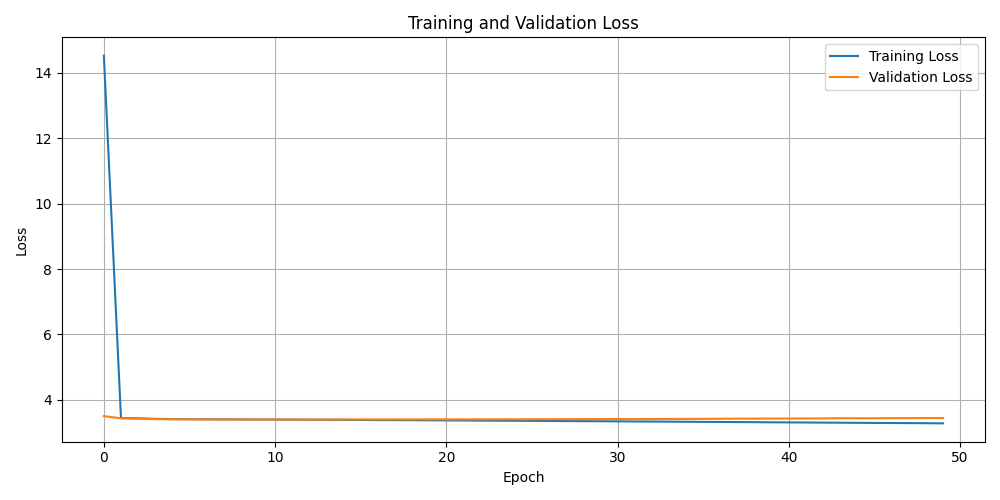 Training and Validation Loss
Training Loss
Validation Loss
14
12
10
8
6
4
Loss
0 10 20 30 40 50
Epoch